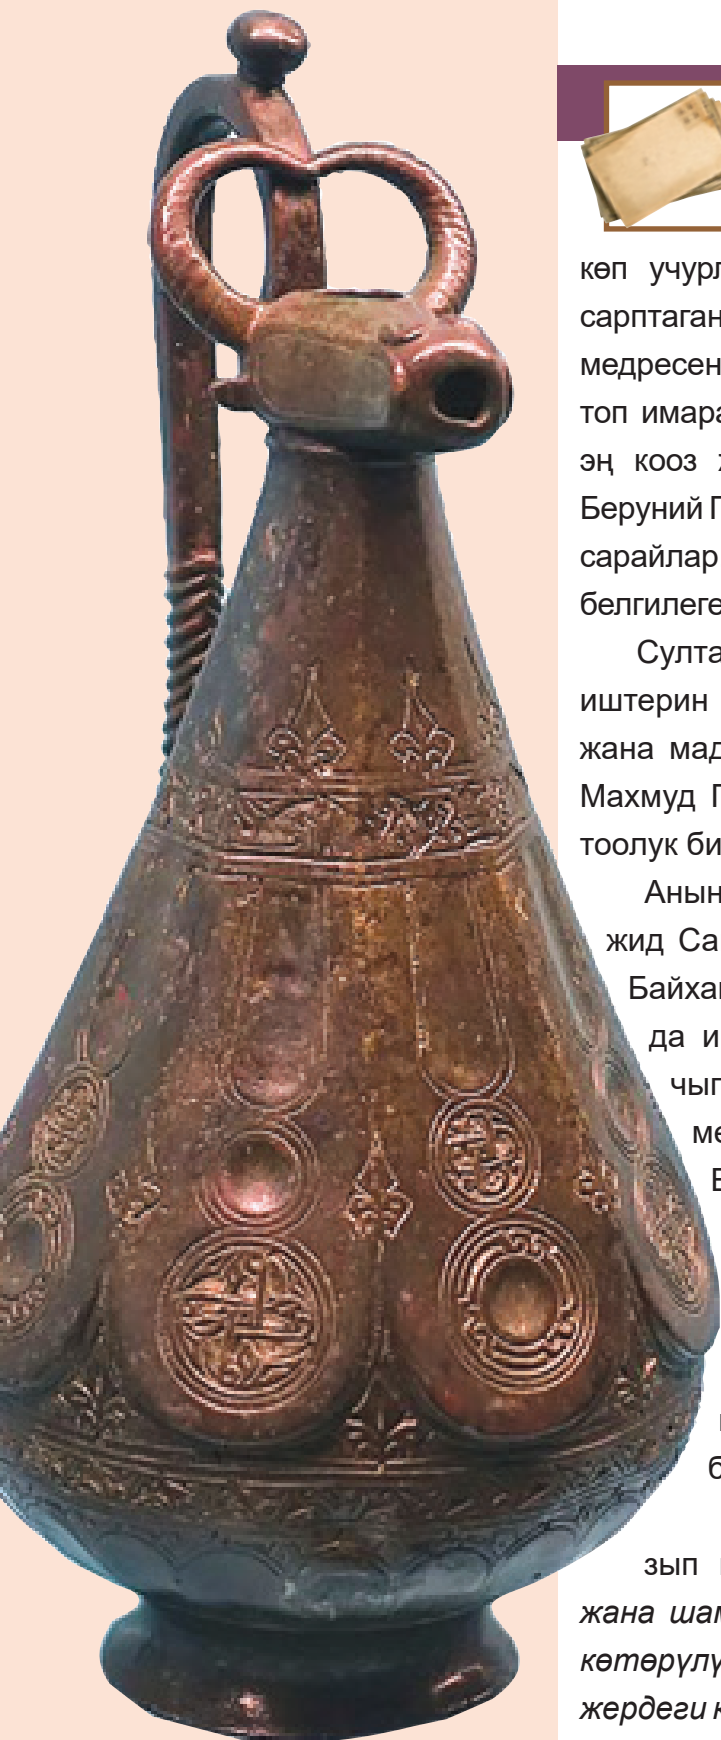 көп учурл
сарптаган
медресен
топ имара
эң кооз
Беруний Г
сарайлар
белгилеге
Султа
иштерин
жана мад
Махмуд Г
тоолук би
Анын
жид Са
Байха
да и
чыг
ме
б
зып
жана шам
көтөрүлү
жердеги к